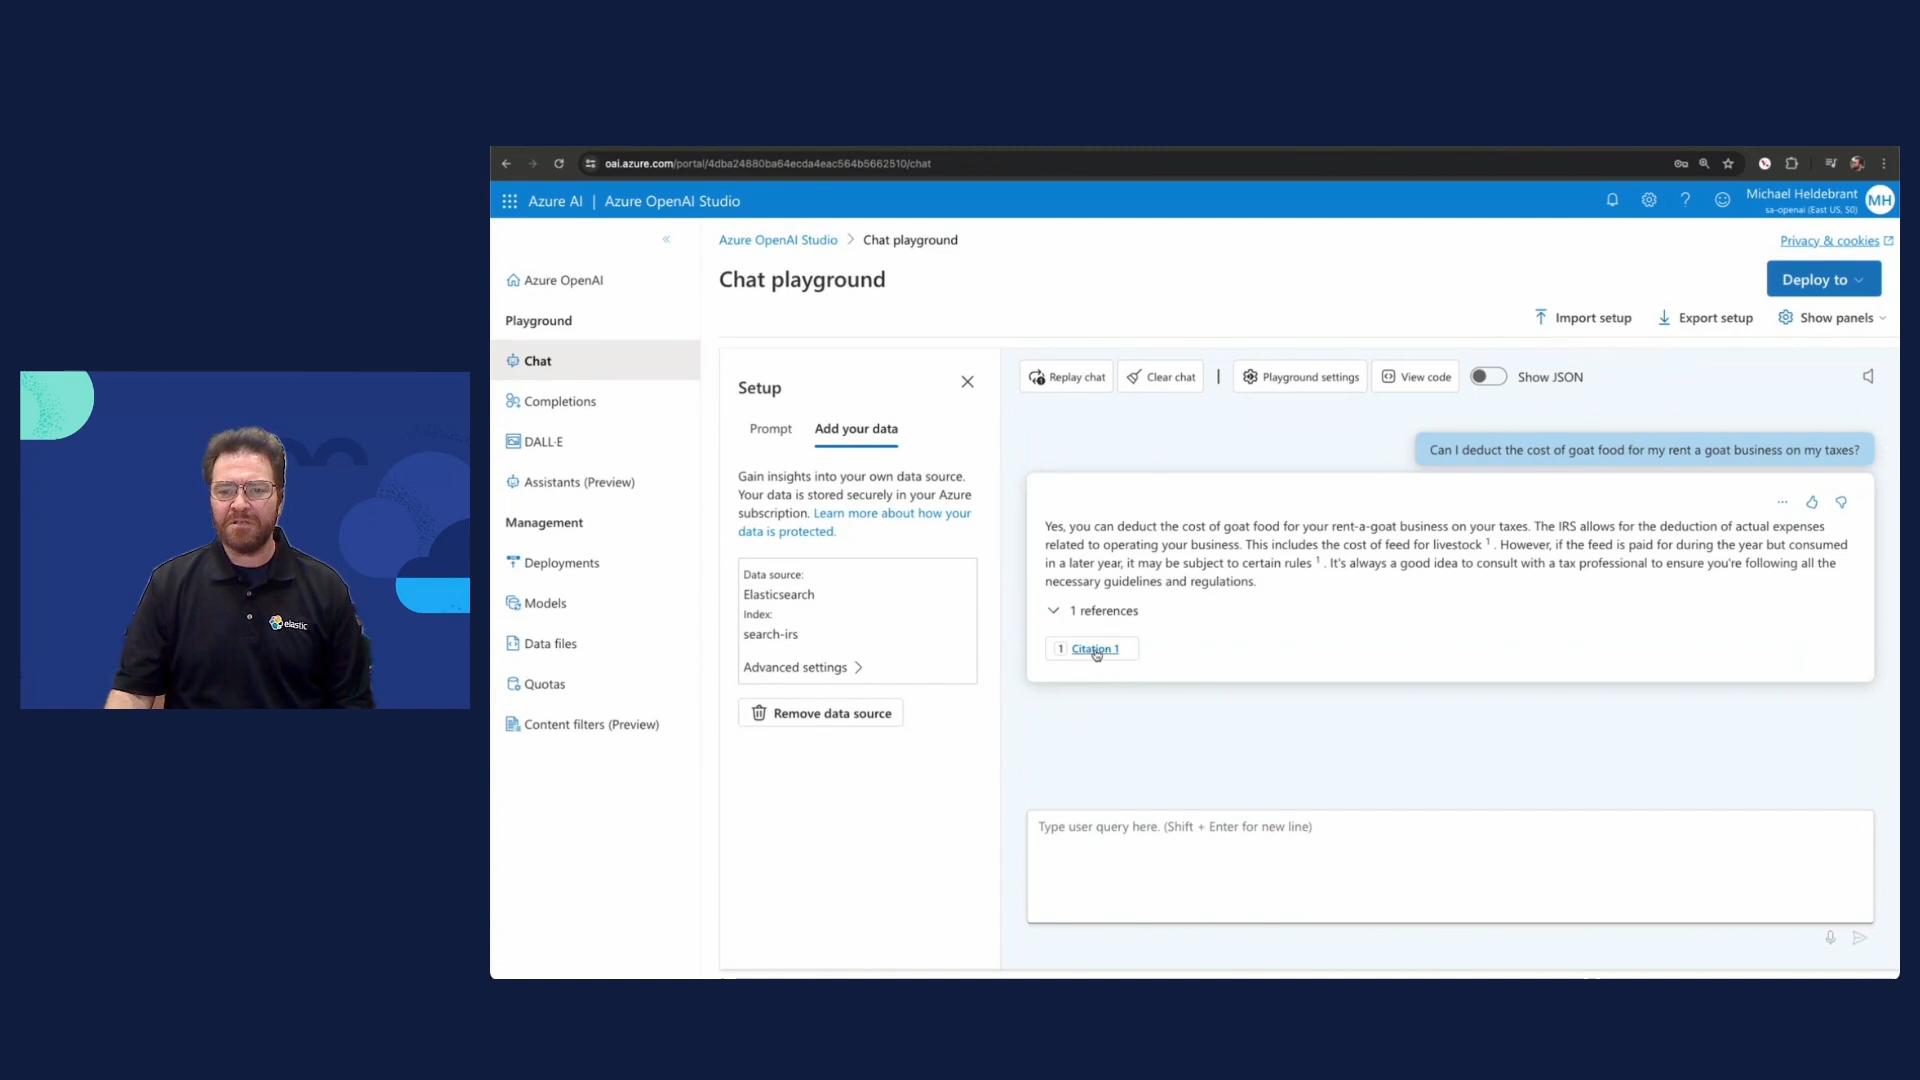 elastic
oai.azure.com/portal/4dba24880ba64ecda4eac564b5662510/chat
Azure AI | Azure OpenAI Studio
Michael Heldebrant
sa-openai (East US, S0)
MH
Azure OpenAI Studio > Chat playground
Privacy & cookies
Chat playground
Deploy to
Import setup
Export setup
Show panels
Azure OpenAI
Playground
Chat
Completions
DALL·E
Assistants (Preview)
Management
Deployments
Models
Data files
Quotas
Content filters (Preview)
Setup
Prompt
Add your data
Gain insights into your own data source.
Your data is stored securely in your Azure
subscription. Learn more about how your
data is protected.
Data source:
Elasticsearch
Index:
search-irs
Advanced settings
Remove data source
Replay chat
Clear chat
Playground settings
View code
Show JSON
Can I deduct the cost of goat food for my rent a goat business on my taxes?
Yes, you can deduct the cost of goat food for your rent-a-goat business on your taxes. The IRS allows for the deduction of actual expenses
related to operating your business. This includes the cost of feed for livestock 1 . However, if the feed is paid for during the year but consumed
in a later year, it may be subject to certain rules 1 . It's always a good idea to consult with a tax professional to ensure you're following all the
necessary guidelines and regulations.
1 references
1 Citation 1
Type user query here. (Shift + Enter for new line)